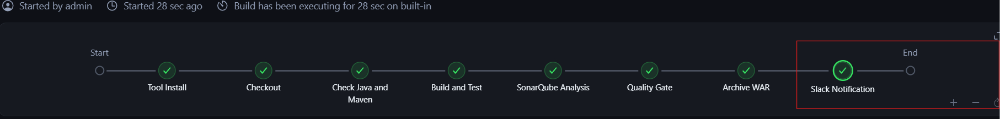 Started by admin
Started 28 sec ago
Build has been executing for 28 sec on built-in
Start
End
Tool Install
Checkout
Check Java and
Maven
Build and Test
SonarQube Analysis
Quality Gate
Archive WAR
Slack Notification